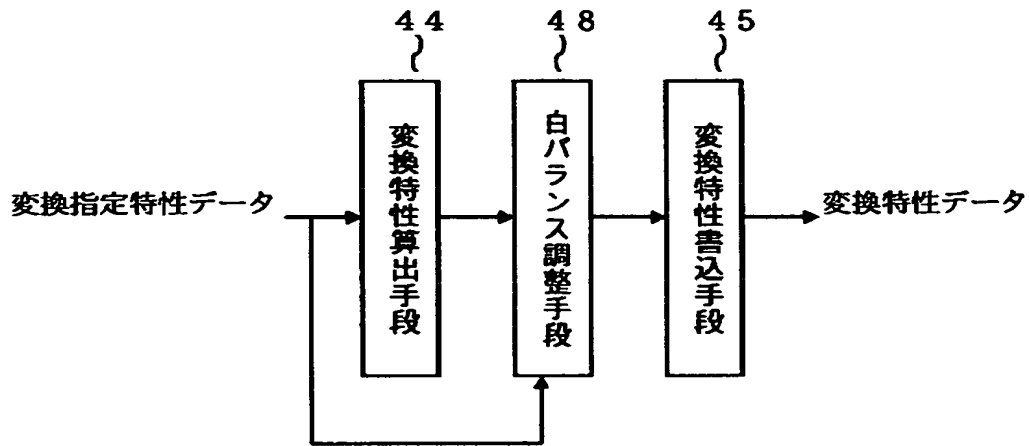 ４４
４８
４５
変換指定特性データ
変換特性算出手段
白バランス調整手段
変換特性書込手段
変換特性データ